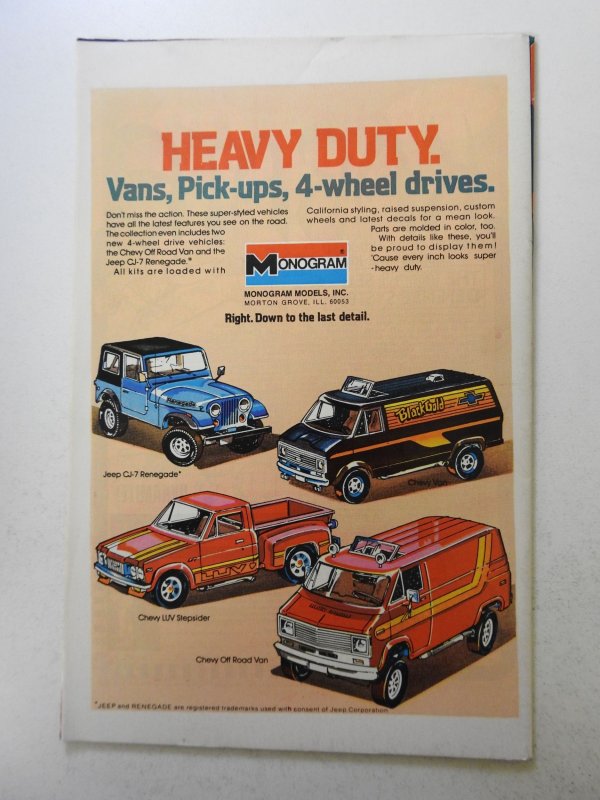 HEAVY DUTY.
Vans, Pick-ups, 4-wheel drives.
Don't miss the action. These super-styled vehicles
have all the latest features you see on the road.
The collection even includes two
new 4-wheel drive vehicles:
the Chevy Off Road Van and the
Jeep CJ-7 Renegade.*
All kits are loaded with
California styling, raised suspension, custom
wheels and latest decals for a mean look.
Parts are molded in color, too.
With details like these, you'll
be proud to display them!
'Cause every inch looks super
-heavy duty.
MONOGRAM®
MONOGRAM MODELS, INC.
MORTON GROVE, ILL. 60053
Right. Down to the last detail.
Renegade
Jeep CJ-7 Renegade*
Black Gold
Chevy Van
LUV
Chevy LUV Stepsider
Chevy Off Road Van
*JEEP and RENEGADE are registered trademarks used with consent of Jeep Corporation